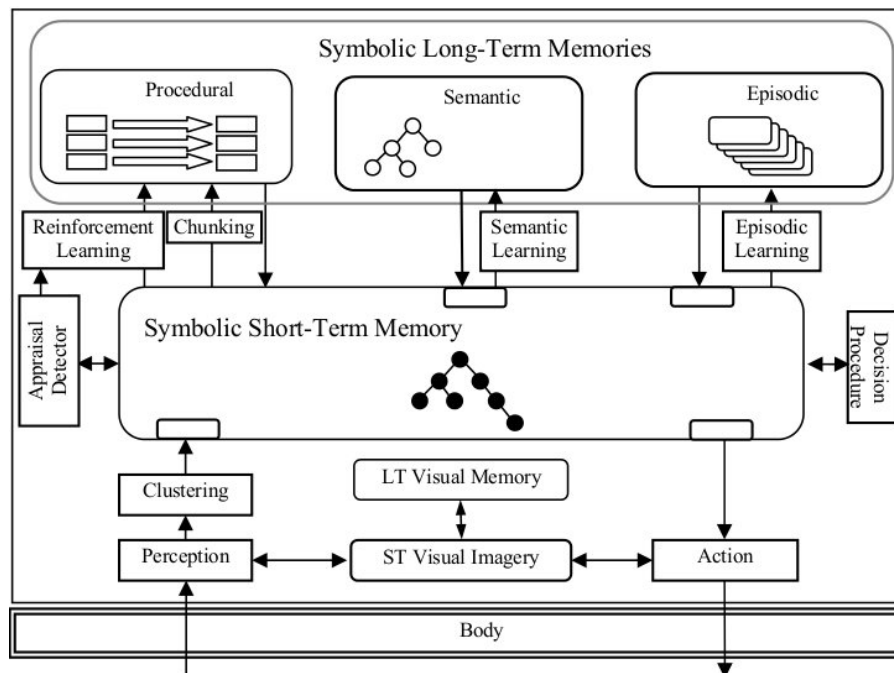 Symbolic Long-Term Memories
Procedural
Semantic
Episodic
Reinforcement
Learning
Chunking
Semantic
Learning
Episodic
Learning
Appraisal
Detector
Symbolic Short-Term Memory
Decision
Procedure
Clustering
LT Visual Memory
Perception
ST Visual Imagery
Action
Body